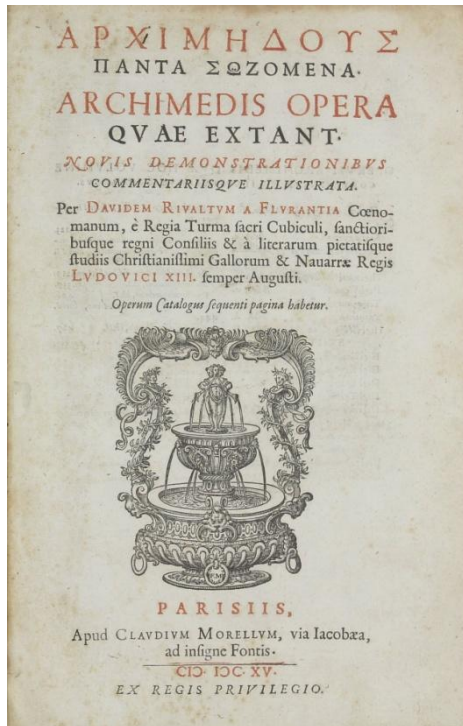 ΑΡΧΙΜΗΔΟΥΣ
ΠΑΝΤΑ ΣΩΖΟΜΕΝΑ.
ARCHIMEDIS OPERA
QVAE EXTANT.
NOVIS DEMONSTRATIONIBVS
COMMENTARIISQVE ILLVSTRATA.
Per DAVIDEM RIVALTVM A FLVRANTIA Cœno-
manum, è Regia Turma sacri Cubiculi, sanctiori-
busque regni Consiliis & à literarum pietatisque
studiis Christianissimi Gallorum & Nauarræ Regis
LVDOVICI XIII. semper Augusti.
Operum Catalogus sequenti pagina habetur.
PARISIIS,
Apud CLAVDIVM MORELLVM, via Iacobæa,
ad insigne Fontis.
CIↃ IↃC XV.
EX REGIS PRIVILEGIO.